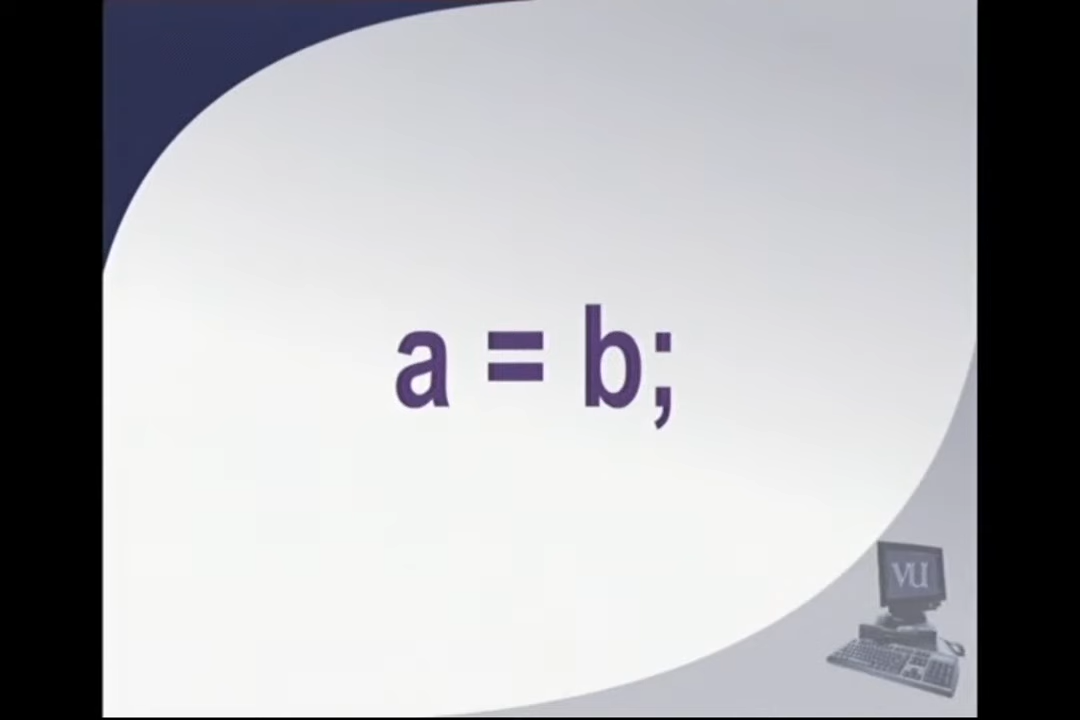 a = b;
VU